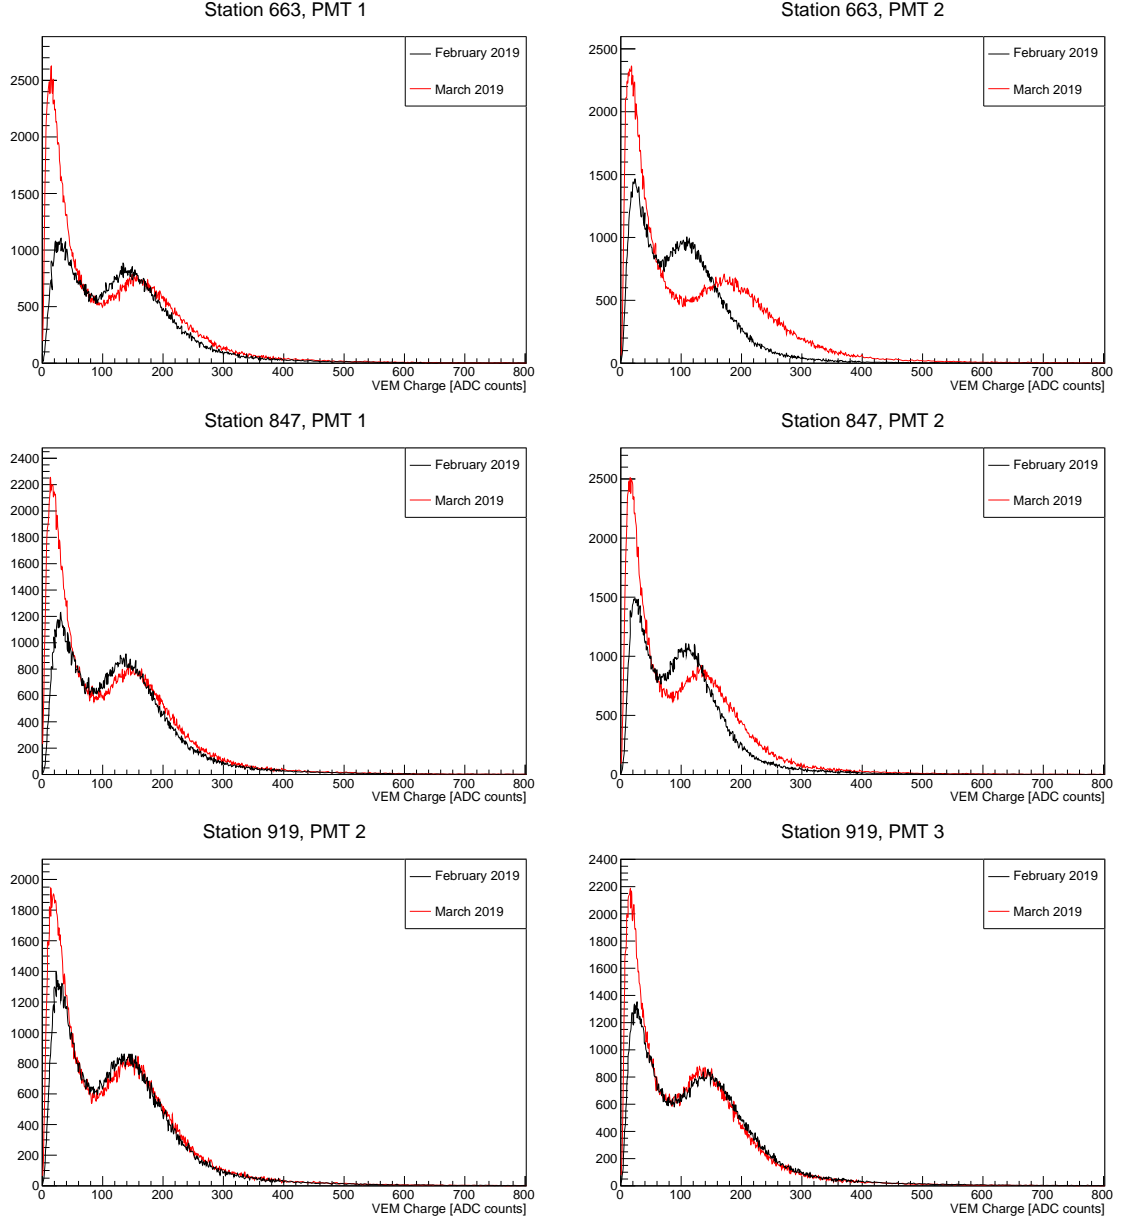 Station 663, PMT 1
February 2019
March 2019
2500
2000
1500
1000
500
0
0 100 200 300 400 500 600 700 800
VEM Charge [ADC counts]
Station 663, PMT 2
February 2019
March 2019
2500
2000
1500
1000
500
0
0 100 200 300 400 500 600 700 800
VEM Charge [ADC counts]
Station 847, PMT 1
February 2019
March 2019
2400
2200
2000
1800
1600
1400
1200
1000
800
600
400
200
0
0 100 200 300 400 500 600 700 800
VEM Charge [ADC counts]
Station 847, PMT 2
February 2019
March 2019
2500
2000
1500
1000
500
0
0 100 200 300 400 500 600 700 800
VEM Charge [ADC counts]
Station 919, PMT 2
February 2019
March 2019
2000
1800
1600
1400
1200
1000
800
600
400
200
0
0 100 200 300 400 500 600 700 800
VEM Charge [ADC counts]
Station 919, PMT 3
February 2019
March 2019
2400
2200
2000
1800
1600
1400
1200
1000
800
600
400
200
0
0 100 200 300 400 500 600 700 800
VEM Charge [ADC counts]